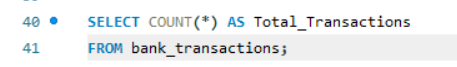 40 SELECT COUNT(*) AS Total_Transactions
41 FROM bank_transactions;